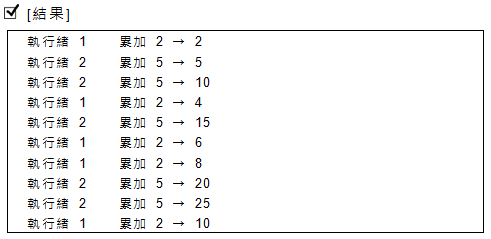 [結果]
執行緒 1 累加 2 → 2
執行緒 2 累加 5 → 5
執行緒 2 累加 5 → 10
執行緒 1 累加 2 → 4
執行緒 2 累加 5 → 15
執行緒 1 累加 2 → 6
執行緒 1 累加 2 → 8
執行緒 2 累加 5 → 20
執行緒 2 累加 5 → 25
執行緒 1 累加 2 → 10